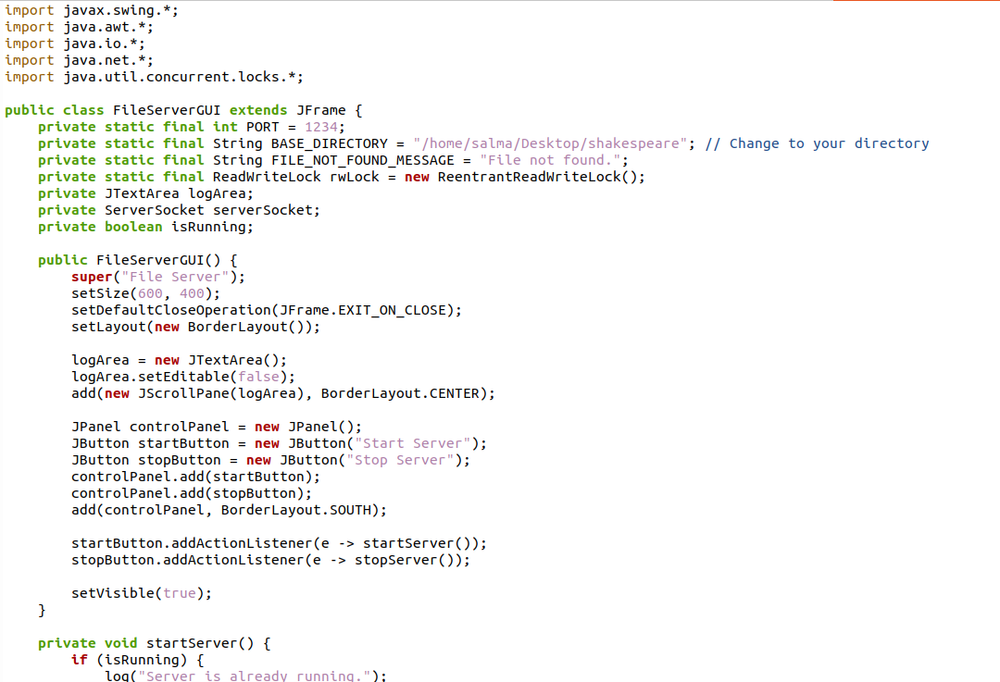 import javax.swing.*;
import java.awt.*;
import java.io.*;
import java.net.*;
import java.util.concurrent.locks.*;

public class FileServerGUI extends JFrame {
    private static final int PORT = 1234;
    private static final String BASE_DIRECTORY = "/home/salma/Desktop/shakespeare"; // Change to your directory
    private static final String FILE_NOT_FOUND_MESSAGE = "File not found.";
    private static final ReadWriteLock rwLock = new ReentrantReadWriteLock();
    private JTextArea logArea;
    private ServerSocket serverSocket;
    private boolean isRunning;

    public FileServerGUI() {
        super("File Server");
        setSize(600, 400);
        setDefaultCloseOperation(JFrame.EXIT_ON_CLOSE);
        setLayout(new BorderLayout());

        logArea = new JTextArea();
        logArea.setEditable(false);
        add(new JScrollPane(logArea), BorderLayout.CENTER);

        JPanel controlPanel = new JPanel();
        JButton startButton = new JButton("Start Server");
        JButton stopButton = new JButton("Stop Server");
        controlPanel.add(startButton);
        controlPanel.add(stopButton);
        add(controlPanel, BorderLayout.SOUTH);

        startButton.addActionListener(e -> startServer());
        stopButton.addActionListener(e -> stopServer());

        setVisible(true);
    }

    private void startServer() {
        if (isRunning) {
            log("Server is already running.");